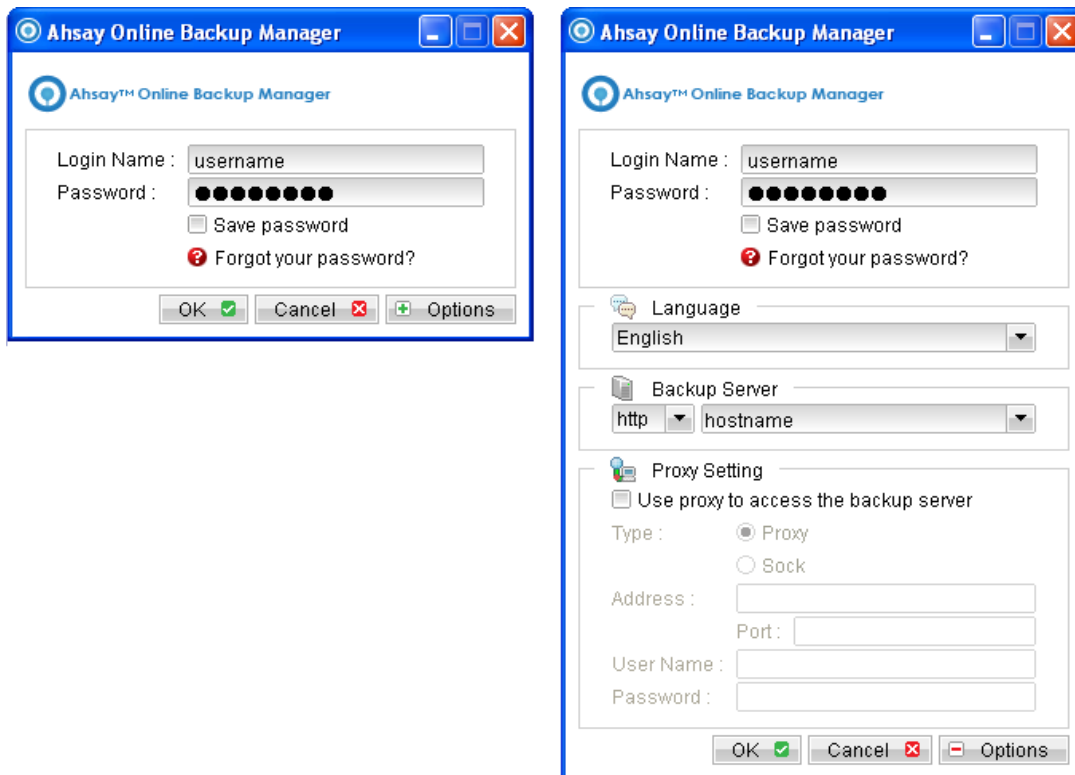 Ahsay Online Backup Manager
Ahsay™ Online Backup Manager
Login Name : username
Password : ●●●●●●●●
Save password
Forgot your password?
OK Cancel Options
Ahsay Online Backup Manager
Ahsay™ Online Backup Manager
Login Name : username
Password : ●●●●●●●●
Save password
Forgot your password?
Language
English
Backup Server
http hostname
Proxy Setting
Use proxy to access the backup server
Type : Proxy
Sock
Address :
Port :
User Name :
Password :
OK Cancel Options